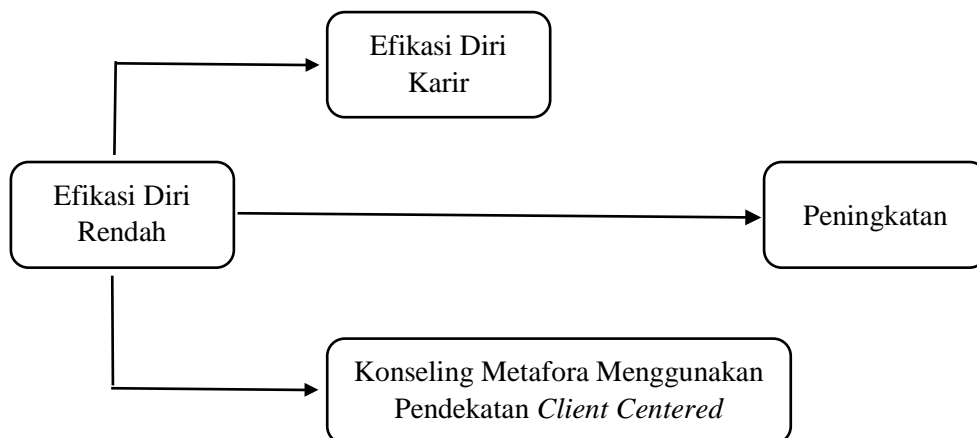 Efikasi Diri
Karir
Efikasi Diri
Rendah
Peningkatan
Konseling Metafora Menggunakan
Pendekatan Client Centered